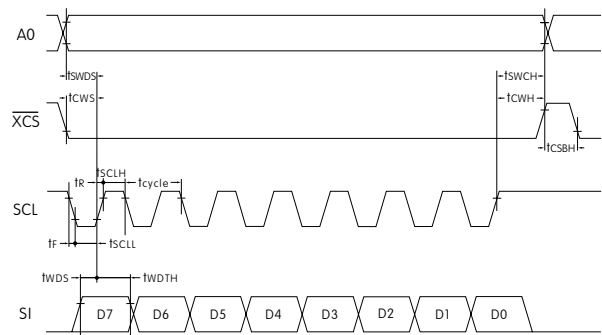 A0
tSWDS
tSWCH
tCWS
tCWH
XCS
tCSBH
tSCLH
tR
tcycle
SCL
tF
tSCLL
tWDS
tWDTH
SI
D7 D6 D5 D4 D3 D2 D1 D0